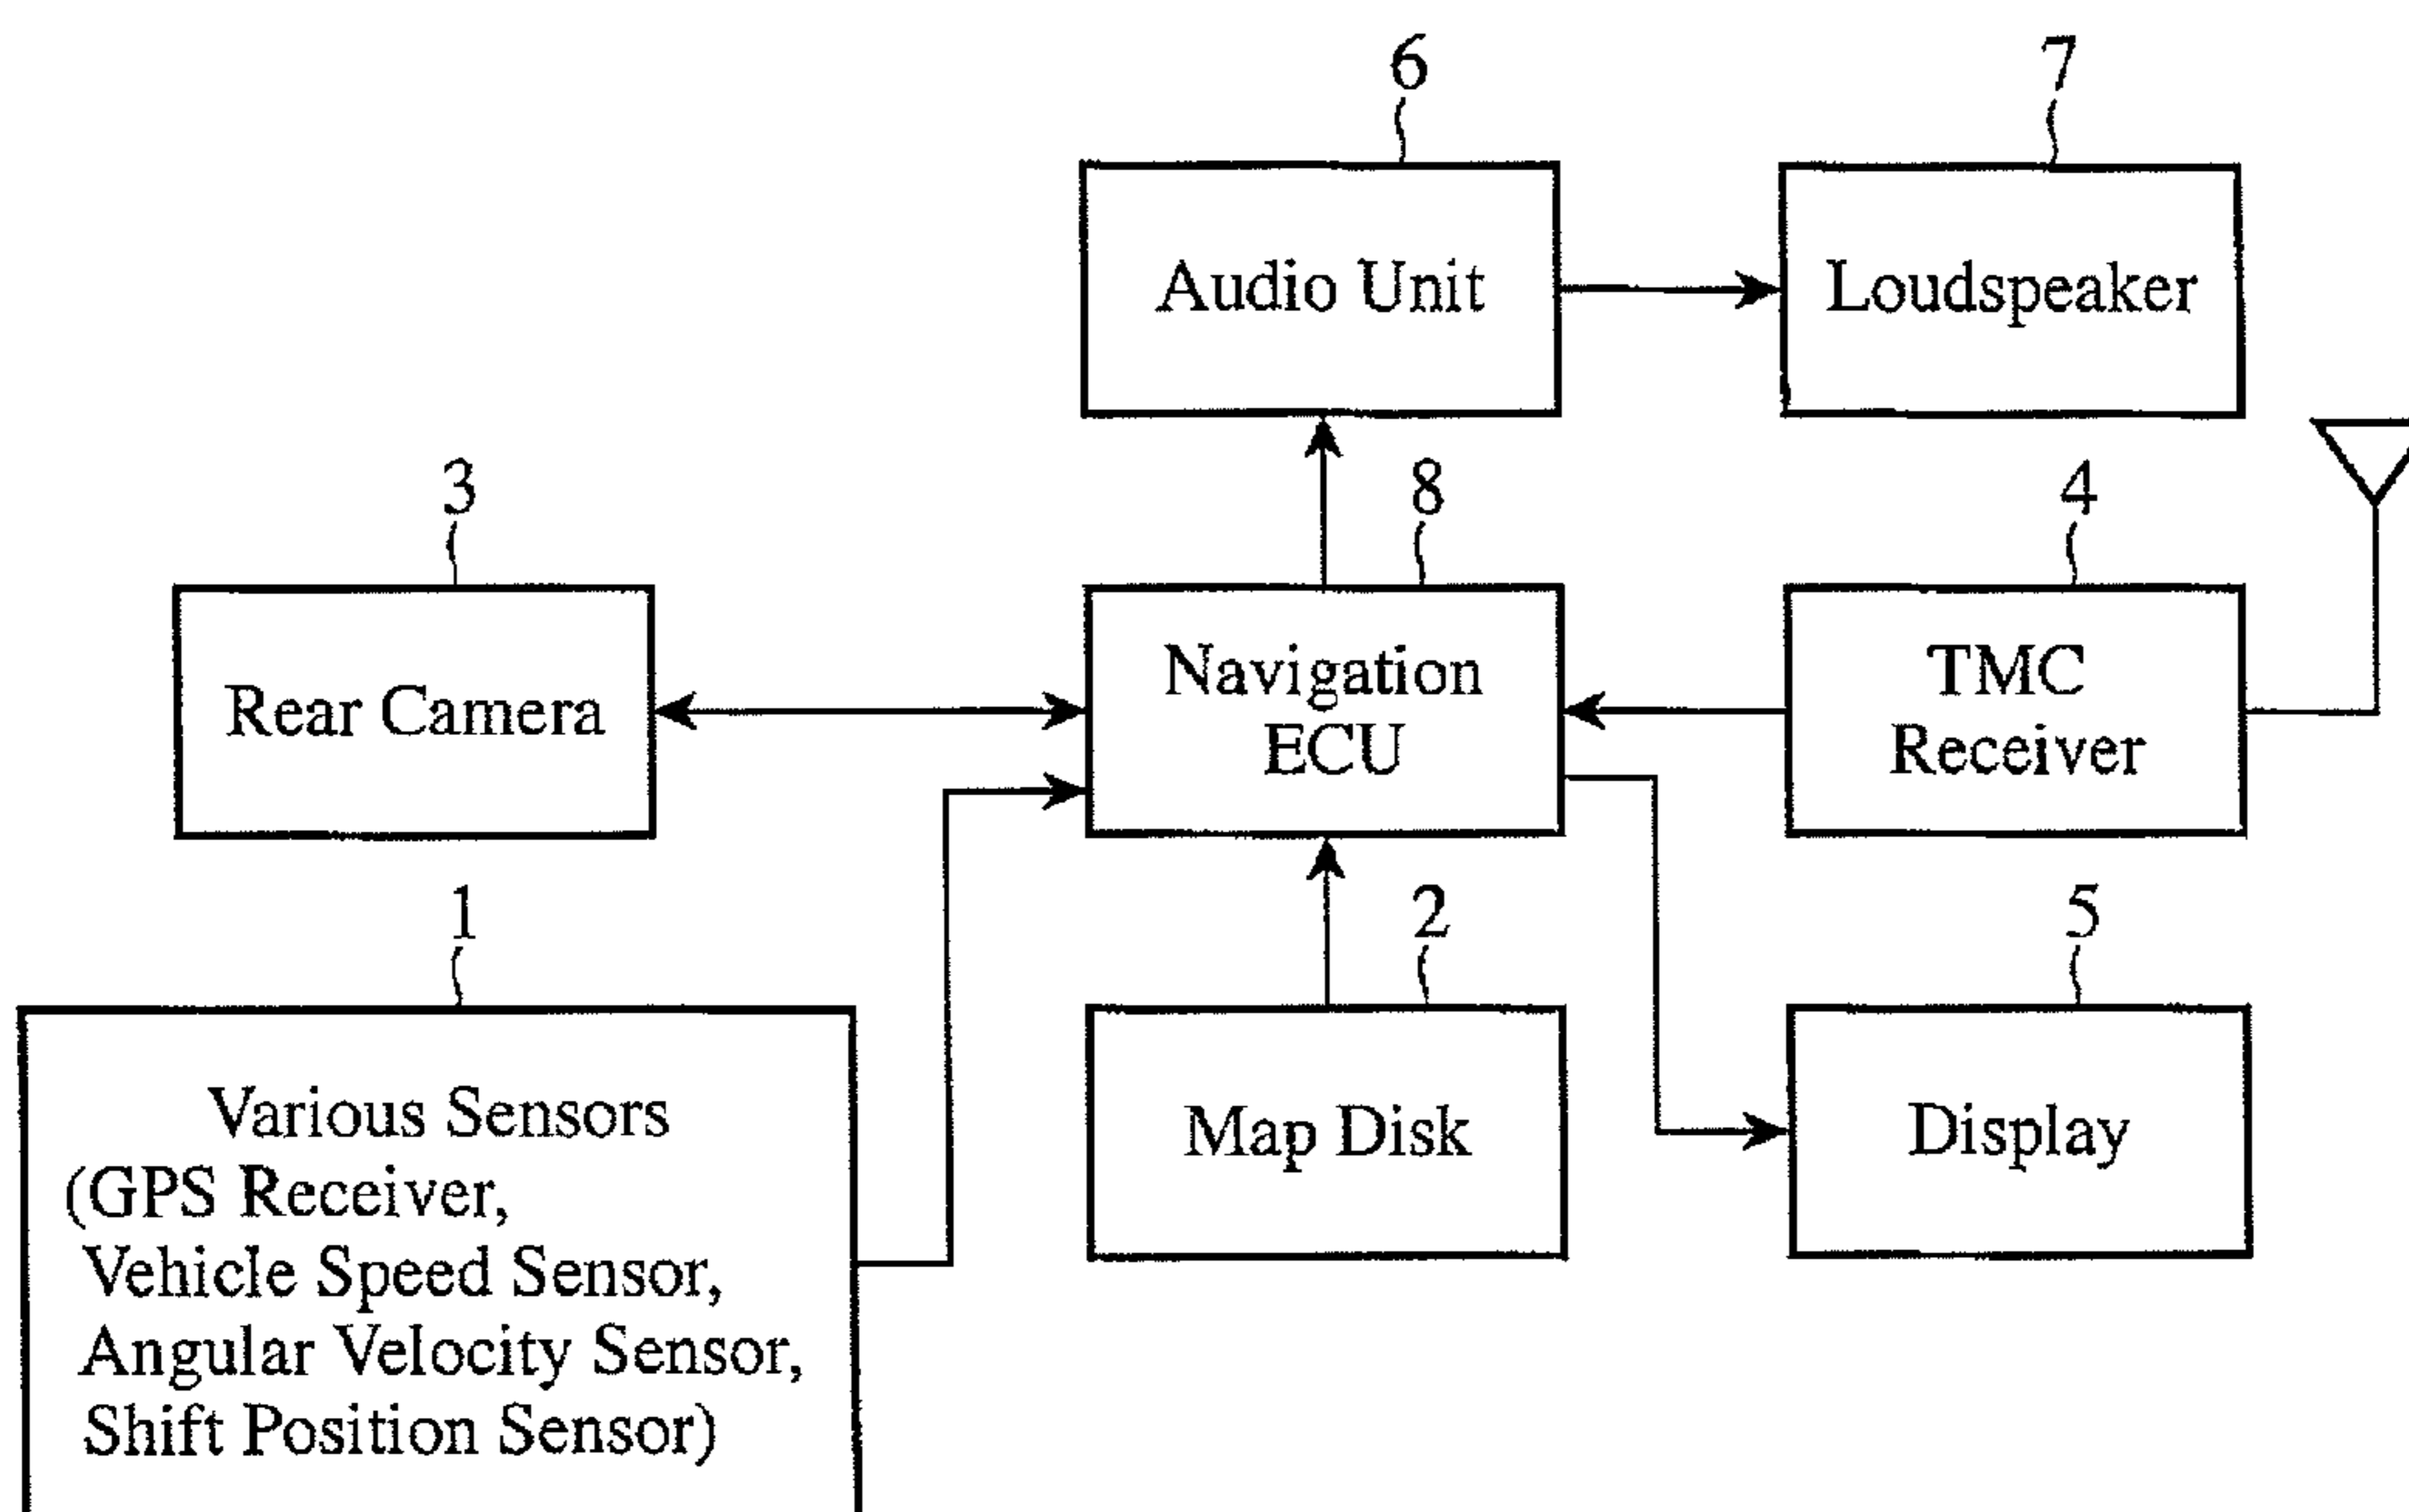 6
7
Audio Unit
Loudspeaker
3
8
4
Rear Camera
Navigation
ECU
TMC
Receiver
1
2
5
Various Sensors
(GPS Receiver,
Vehicle Speed Sensor,
Angular Velocity Sensor,
Shift Position Sensor)
Map Disk
Display